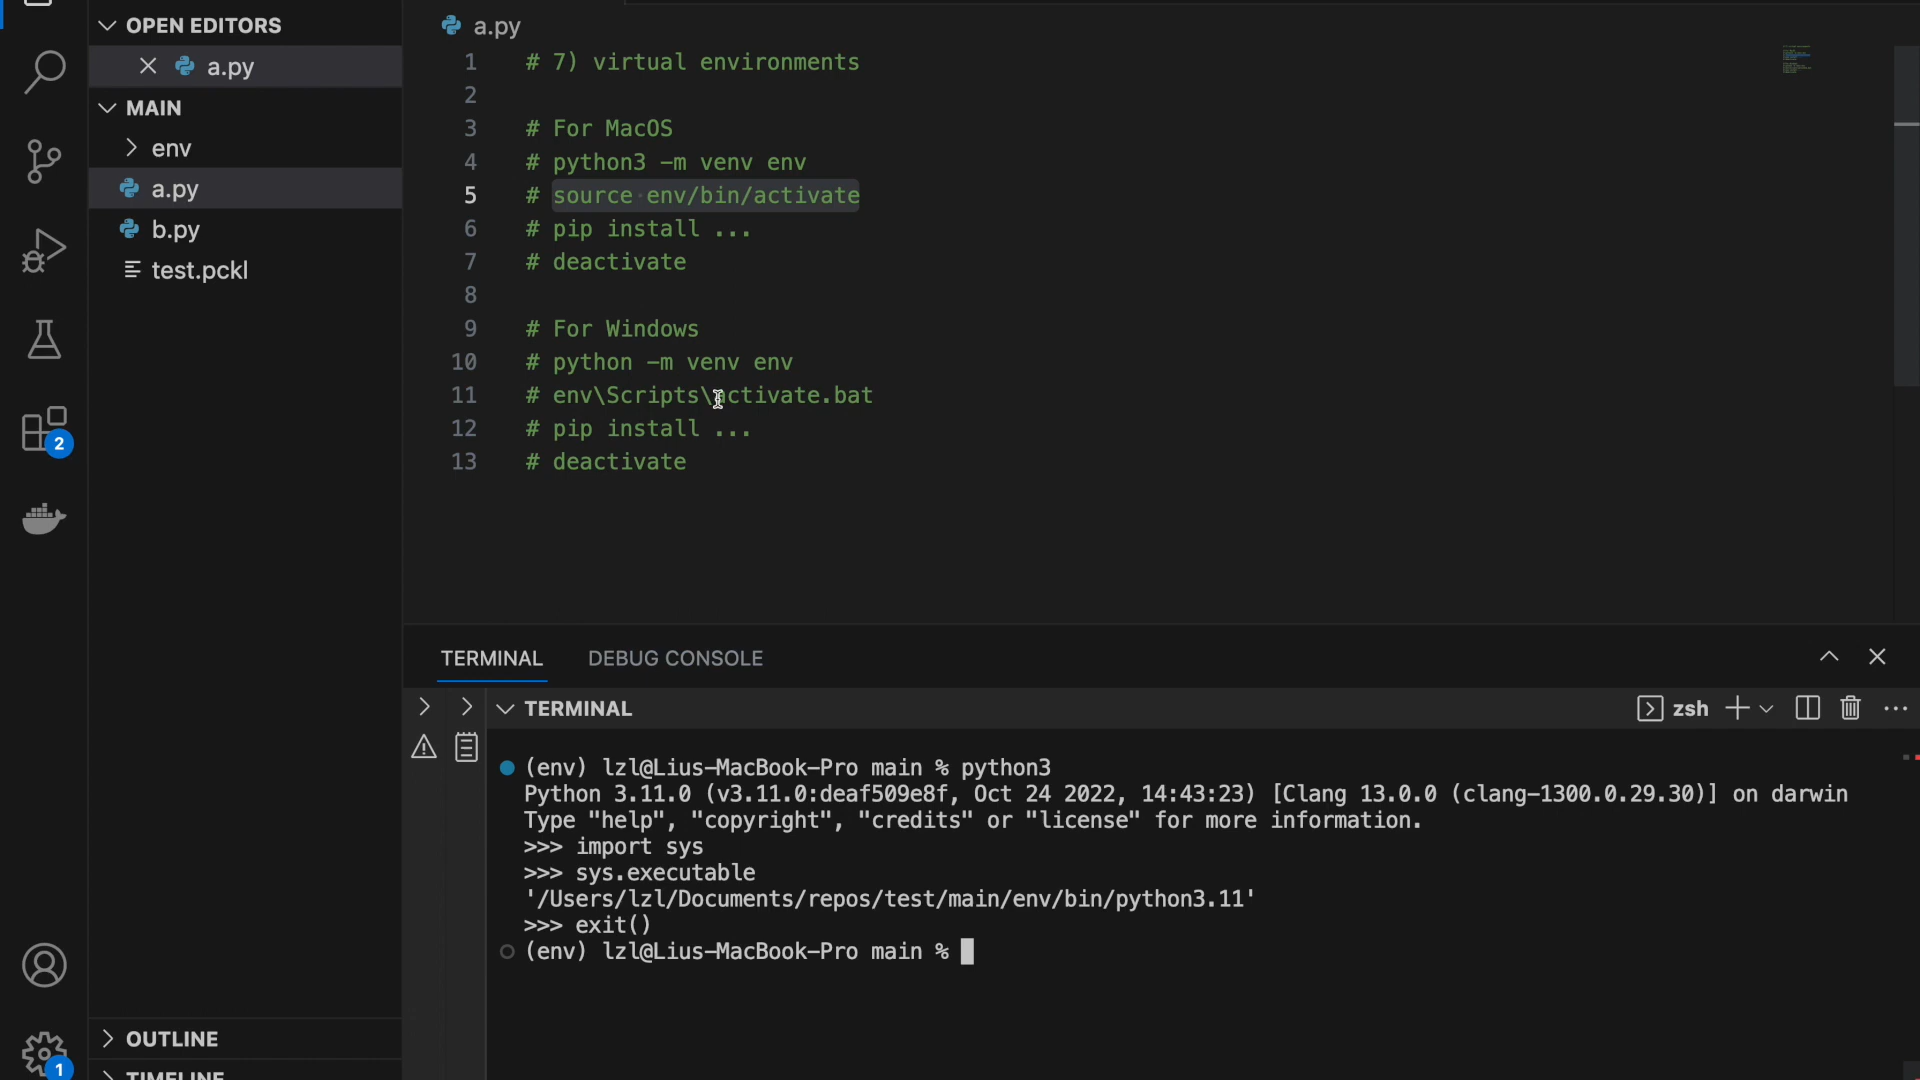 OPEN EDITORS
a.py
MAIN
env
a.py
b.py
test.pckl
2
OUTLINE
1
TIMELINE
a.py
1 # 7) virtual environments
2
3 # For MacOS
4 # python3 -m venv env
5 # source env/bin/activate
6 # pip install ...
7 # deactivate
8
9 # For Windows
10 # python -m venv env
11 # env\Scripts\activate.bat
12 # pip install ...
13 # deactivate
TERMINAL DEBUG CONSOLE
TERMINAL zsh
(env) lzl@Lius-MacBook-Pro main % python3
Python 3.11.0 (v3.11.0:deaf509e8f, Oct 24 2022, 14:43:23) [Clang 13.0.0 (clang-1300.0.29.30)] on darwin
Type "help", "copyright", "credits" or "license" for more information.
>>> import sys
>>> sys.executable
'/Users/lzl/Documents/repos/test/main/env/bin/python3.11'
>>> exit()
(env) lzl@Lius-MacBook-Pro main %